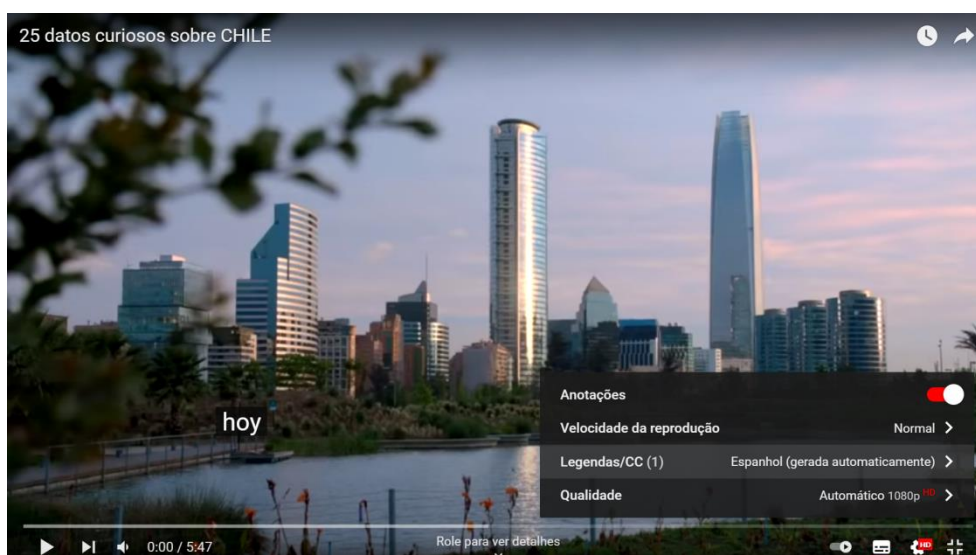 25 datos curiosos sobre CHILE
hoy
Anotações
Velocidade da reprodução Normal
Legendas/CC (1) Espanhol (gerada automaticamente)
Qualidade Automático 1080p HD
0:00 / 5:47 Role para ver detalhes HD